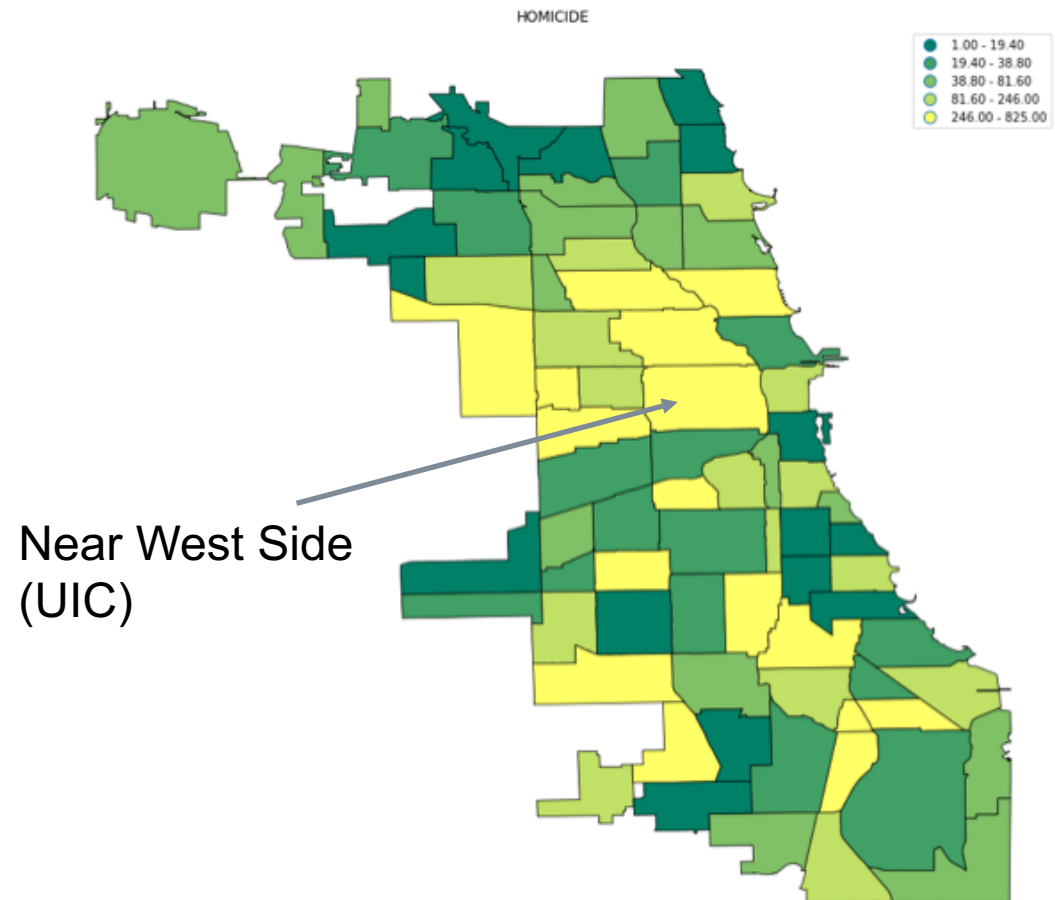 HOMICIDE
1.00 - 19.40
19.40 - 38.80
38.80 - 81.60
81.60 - 246.00
246.00 - 825.00
Near West Side
(UIC)